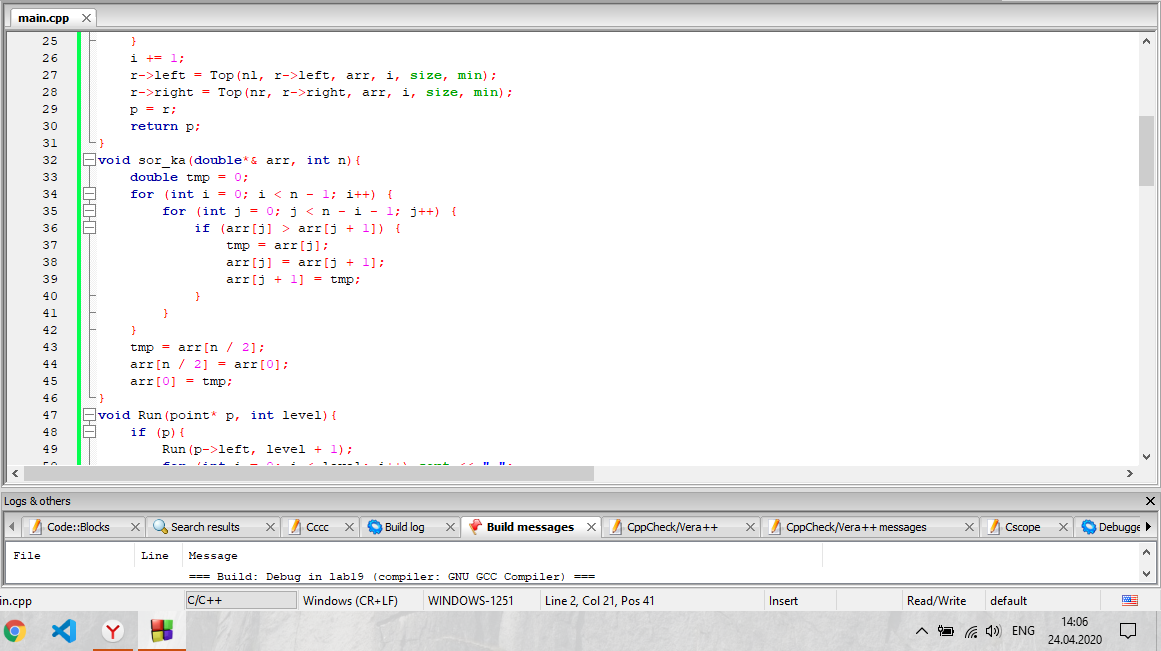 main.cpp
25 }
26 i += 1;
27 r->left = Top(nl, r->left, arr, i, size, min);
28 r->right = Top(nr, r->right, arr, i, size, min);
29 p = r;
30 return p;
31 }
32 void sor_ka(double*& arr, int n){
33 double tmp = 0;
34 for (int i = 0; i < n - 1; i++) {
35 for (int j = 0; j < n - i - 1; j++) {
36 if (arr[j] > arr[j + 1]) {
37 tmp = arr[j];
38 arr[j] = arr[j + 1];
39 arr[j + 1] = tmp;
40 }
41 }
42 }
43 tmp = arr[n / 2];
44 arr[n / 2] = arr[0];
45 arr[0] = tmp;
46 }
47 void Run(point* p, int level){
48 if (p){
49 Run(p->left, level + 1);
Logs & others
Code::Blocks Search results Cccc Build log Build messages CppCheck/Vera++ CppCheck/Vera++ messages Cscope Debugge
File Line Message
=== Build: Debug in lab19 (compiler: GNU GCC Compiler) ===
in.cpp C/C++ Windows (CR+LF) WINDOWS-1251 Line 2, Col 21, Pos 41 Insert Read/Write default
ENG 14:06
24.04.2020